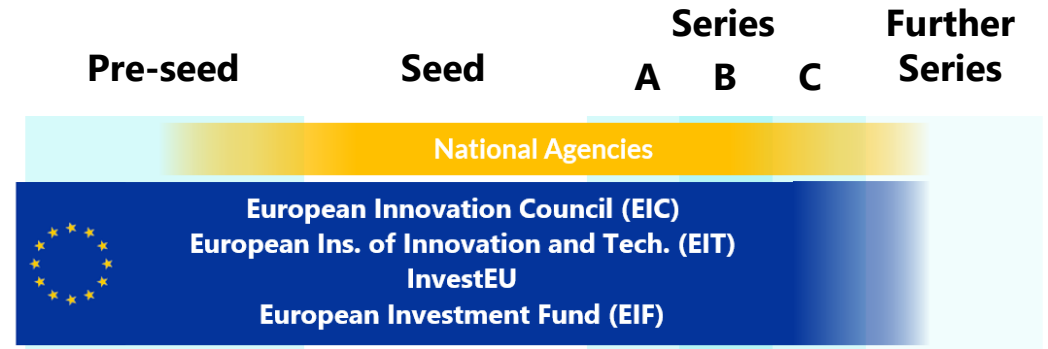 Pre-seed
Seed
Series
A B C
Further
Series
National Agencies
European Innovation Council (EIC)
European Ins. of Innovation and Tech. (EIT)
InvestEU
European Investment Fund (EIF)